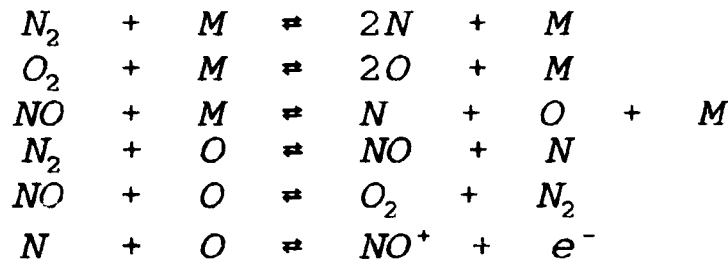 N₂ + M ⇄ 2N + M
O₂ + M ⇄ 2O + M
NO + M ⇄ N + O + M
N₂ + O ⇄ NO + N
NO + O ⇄ O₂ + N₂
N + O ⇄ NO⁺ + e⁻